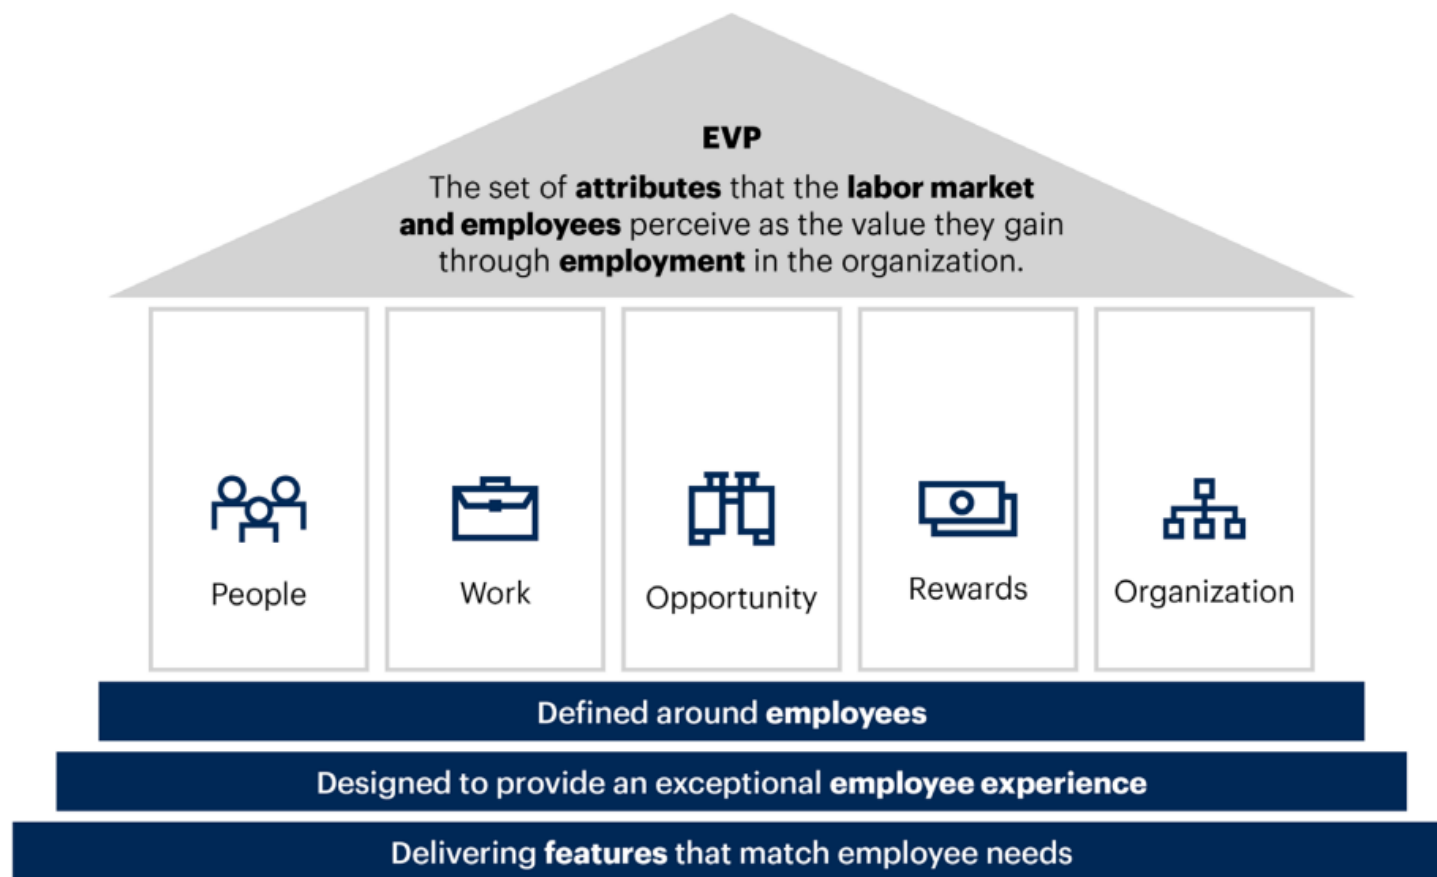 EVP
The set of attributes that the labor market
and employees perceive as the value they gain
through employment in the organization.
People
Work
Opportunity
Rewards
Organization
Defined around employees
Designed to provide an exceptional employee experience
Delivering features that match employee needs